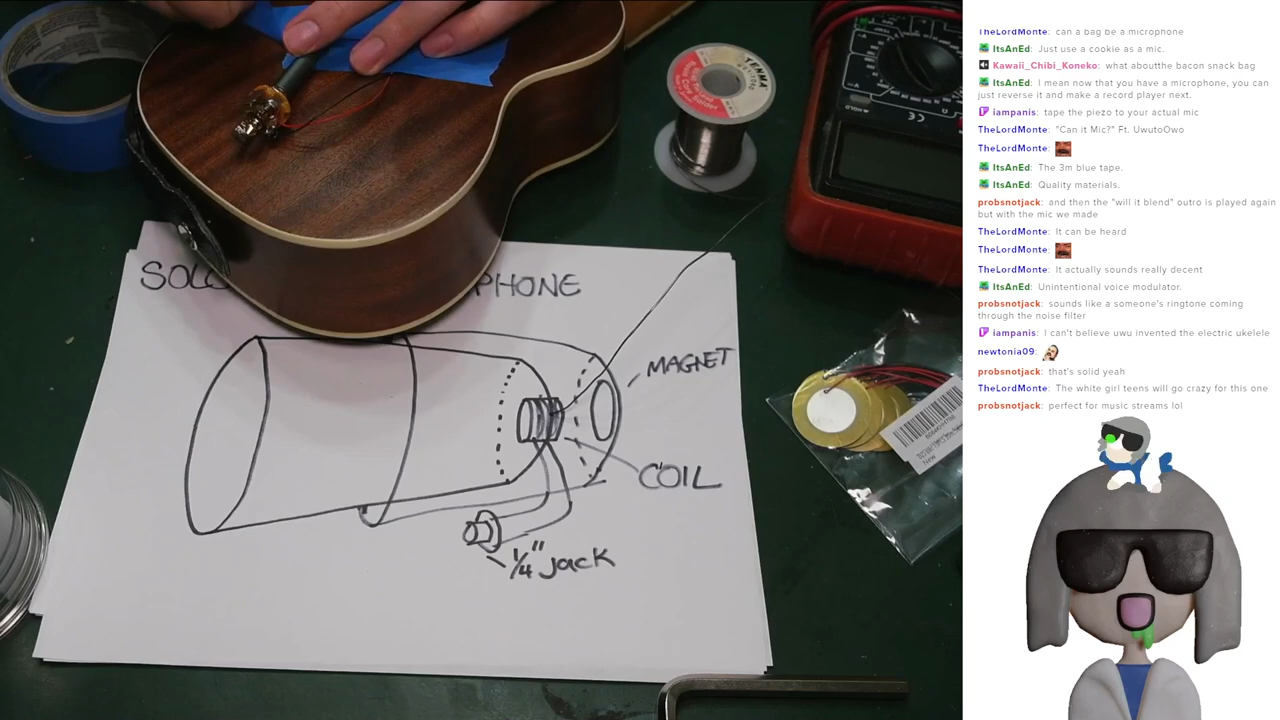 SOLO
PHONE
MAGNET
COIL
1/4" Jack
TENMA
HOLD
CE
TheLordMonte: can a bag be a microphone
ItsAnEd: Just use a cookie as a mic.
Kawaii_Chibi_Koneko: what aboutthe bacon snack bag
ItsAnEd: I mean now that you have a microphone, you can
just reverse it and make a record player next.
iampanis: tape the piezo to your actual mic
TheLordMonte: "Can it Mic?" Ft. UwutoOwo
TheLordMonte:
ItsAnEd: The 3m blue tape.
ItsAnEd: Quality materials.
probsnotjack: and then the "will it blend" outro is played again
but with the mic we made
TheLordMonte: It can be heard
TheLordMonte:
TheLordMonte: It actually sounds really decent
ItsAnEd: Unintentional voice modulator.
probsnotjack: sounds like a someone's ringtone coming
through the noise filter
iampanis: I can't believe uwu invented the electric ukelele
newtonia09:
probsnotjack: that's solid yeah
TheLordMonte: The white girl teens will go crazy for this one
probsnotjack: perfect for music streams lol